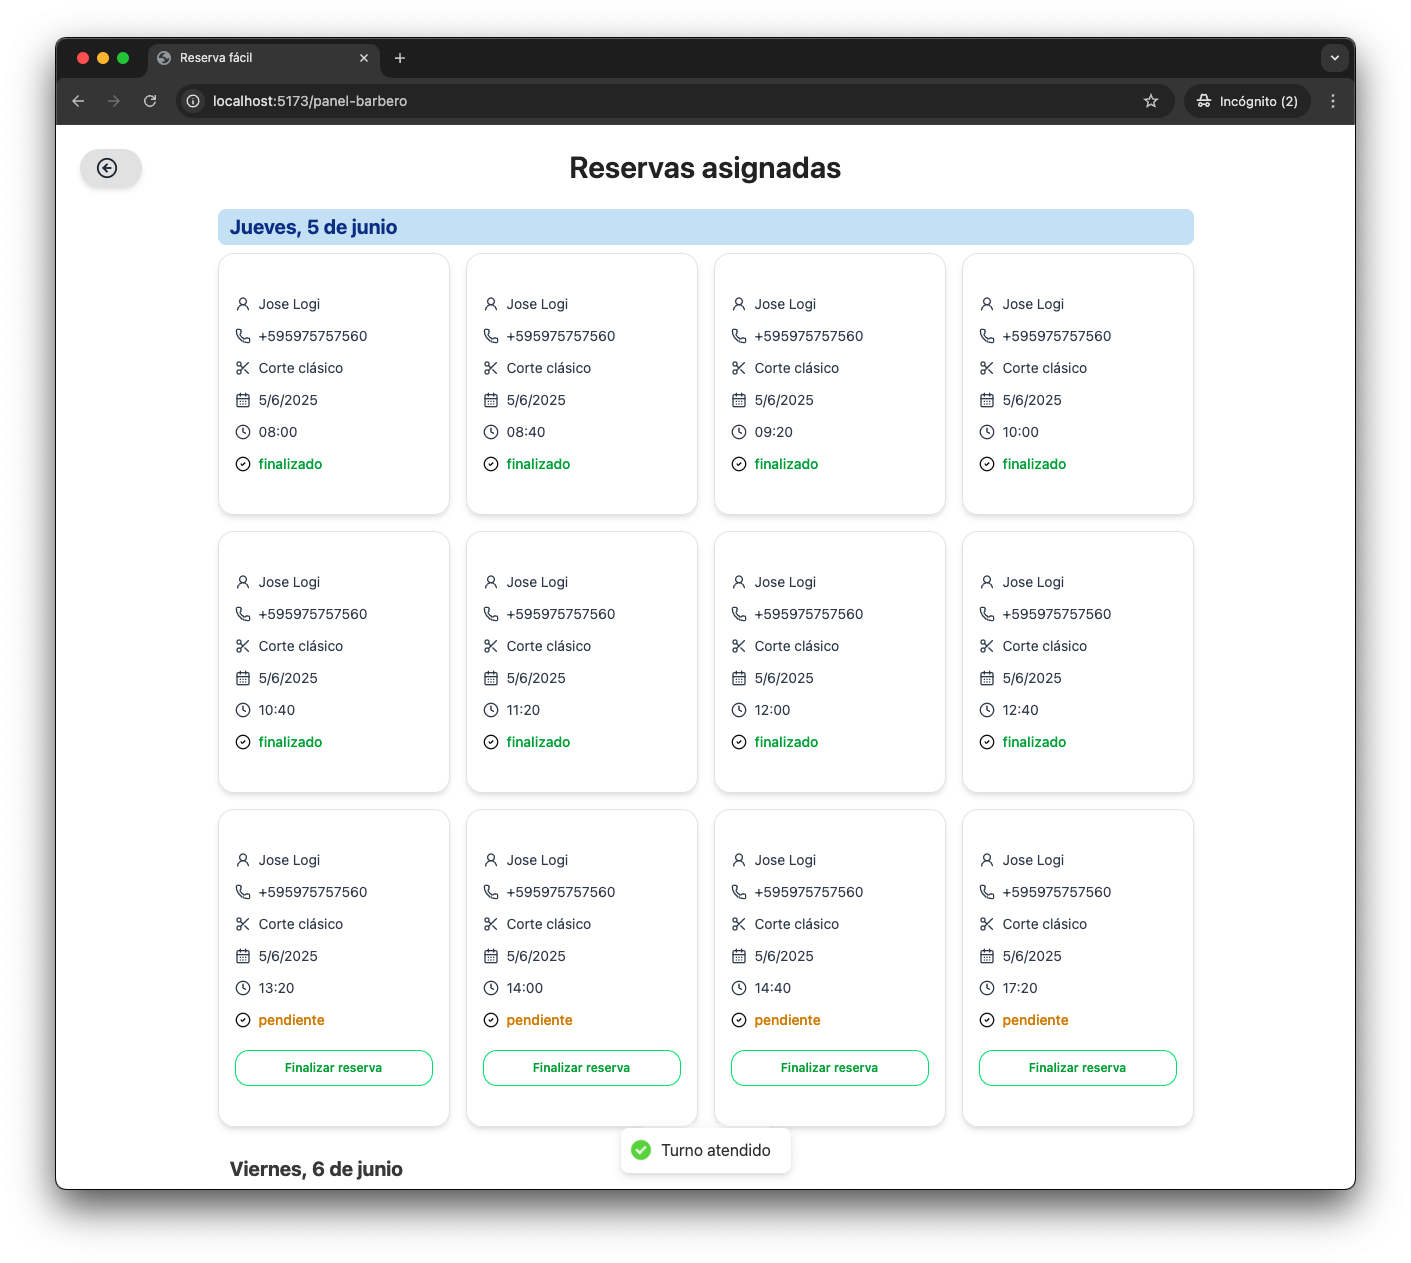 Reserva fácil
localhost:5173/panel-barbero
Incógnito (2)
Reservas asignadas
Jueves, 5 de junio
Jose Logi
+595975757560
Corte clásico
5/6/2025
08:00
finalizado
Jose Logi
+595975757560
Corte clásico
5/6/2025
08:40
finalizado
Jose Logi
+595975757560
Corte clásico
5/6/2025
09:20
finalizado
Jose Logi
+595975757560
Corte clásico
5/6/2025
10:00
finalizado
Jose Logi
+595975757560
Corte clásico
5/6/2025
10:40
finalizado
Jose Logi
+595975757560
Corte clásico
5/6/2025
11:20
finalizado
Jose Logi
+595975757560
Corte clásico
5/6/2025
12:00
finalizado
Jose Logi
+595975757560
Corte clásico
5/6/2025
12:40
finalizado
Jose Logi
+595975757560
Corte clásico
5/6/2025
13:20
pendiente
Finalizar reserva
Jose Logi
+595975757560
Corte clásico
5/6/2025
14:00
pendiente
Finalizar reserva
Jose Logi
+595975757560
Corte clásico
5/6/2025
14:40
pendiente
Finalizar reserva
Jose Logi
+595975757560
Corte clásico
5/6/2025
17:20
pendiente
Finalizar reserva
Turno atendido
Viernes, 6 de junio